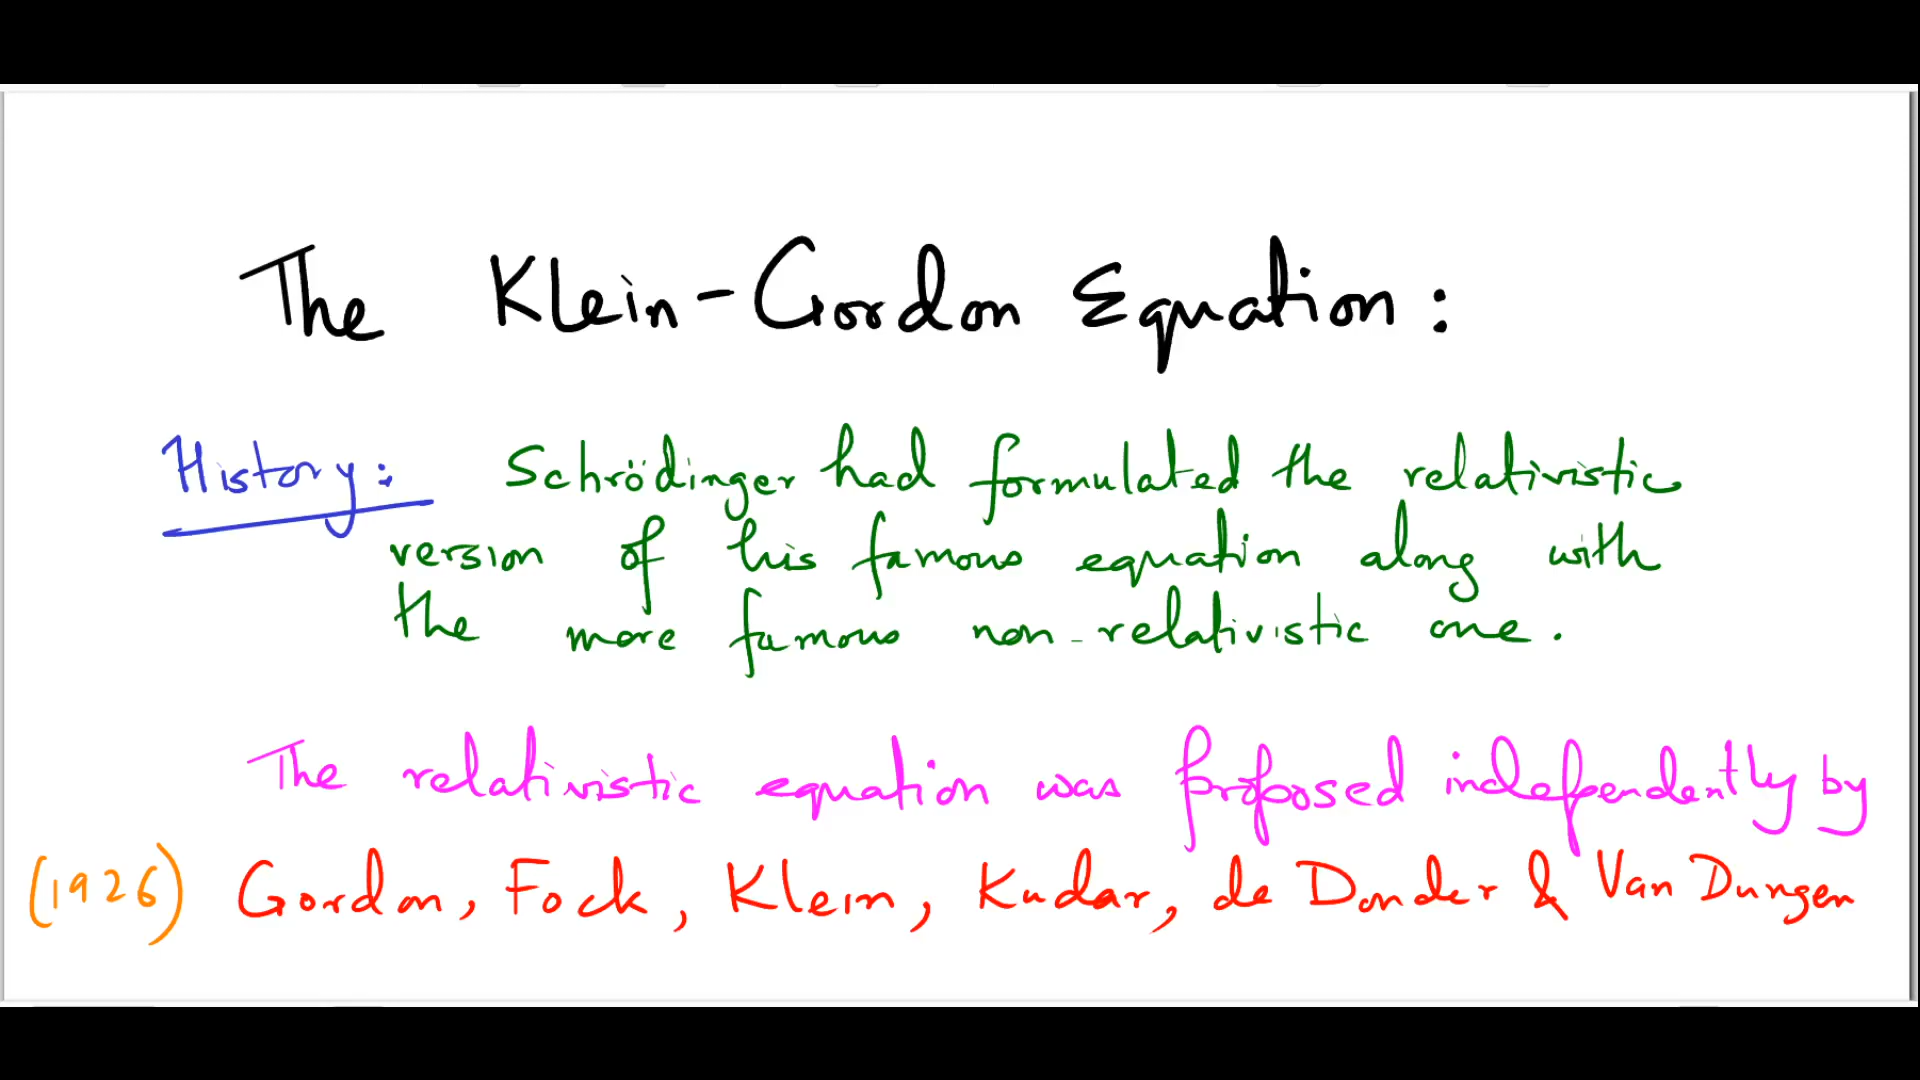 The Klein-Gordon Equation:
History: Schrödinger had formulated the relativistic
version of his famous equation along with
the more famous non-relativistic one.
The relativistic equation was proposed independently by
(1926) Gordon, Fock, Klein, Kudar, de Donder & Van Dungen